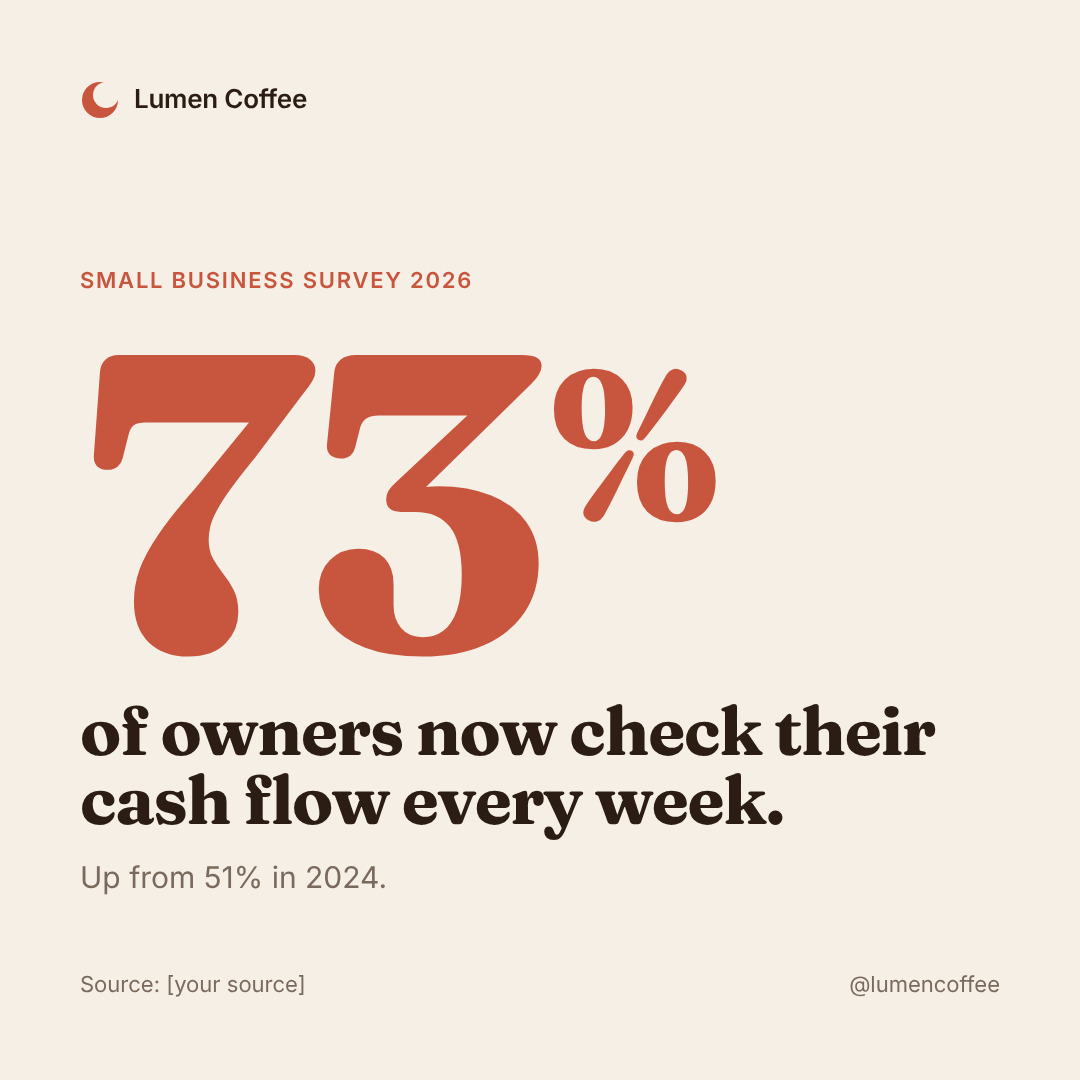 Lumen Coffee
SMALL BUSINESS SURVEY 2026
73%
of owners now check their
cash flow every week.
Up from 51% in 2024.
Source: [your source]
@lumencoffee